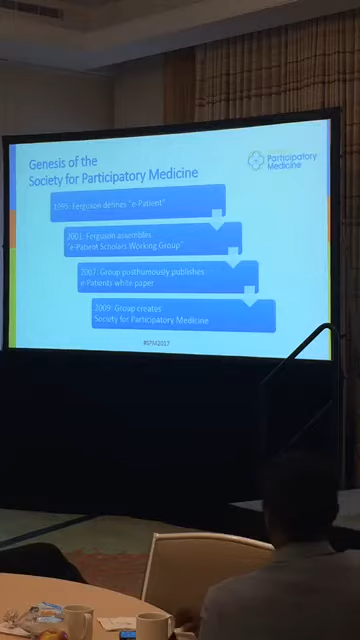 Genesis of the
Society for Participatory Medicine
Participatory
Medicine
1995: Ferguson defines "e-Patient"
2001: Ferguson assembles
"e-Patient Scholars Working Group"
2007: Group posthumously publishes
e-Patients white paper
2009: Group creates
Society for Participatory Medicine
#SPM2017